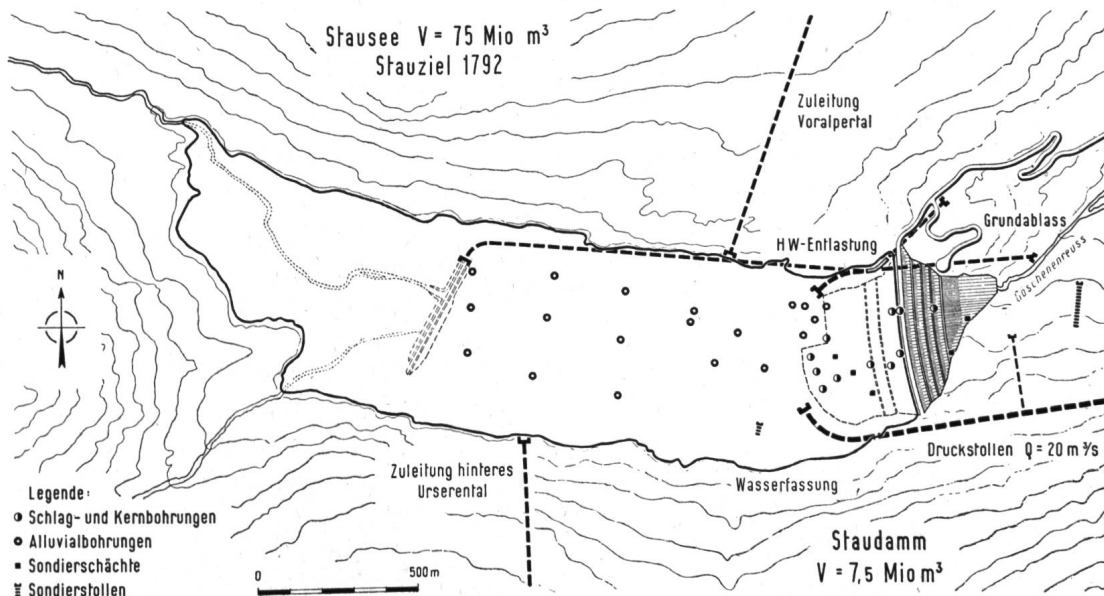 Stausee V = 75 Mio m³
Stauziel 1792
Zuleitung
Voralpertal
HW-Entlastung
Grundablass
Göschenenreuss
N
Druckstollen Q = 20 m³/s
Zuleitung hinteres
Urserental
Wasserfassung
Staudamm
V = 7,5 Mio m³
Legende:
Schlag- und Kernbohrungen
Alluvialbohrungen
Sondierschächte
Sondierstollen
0 500 m